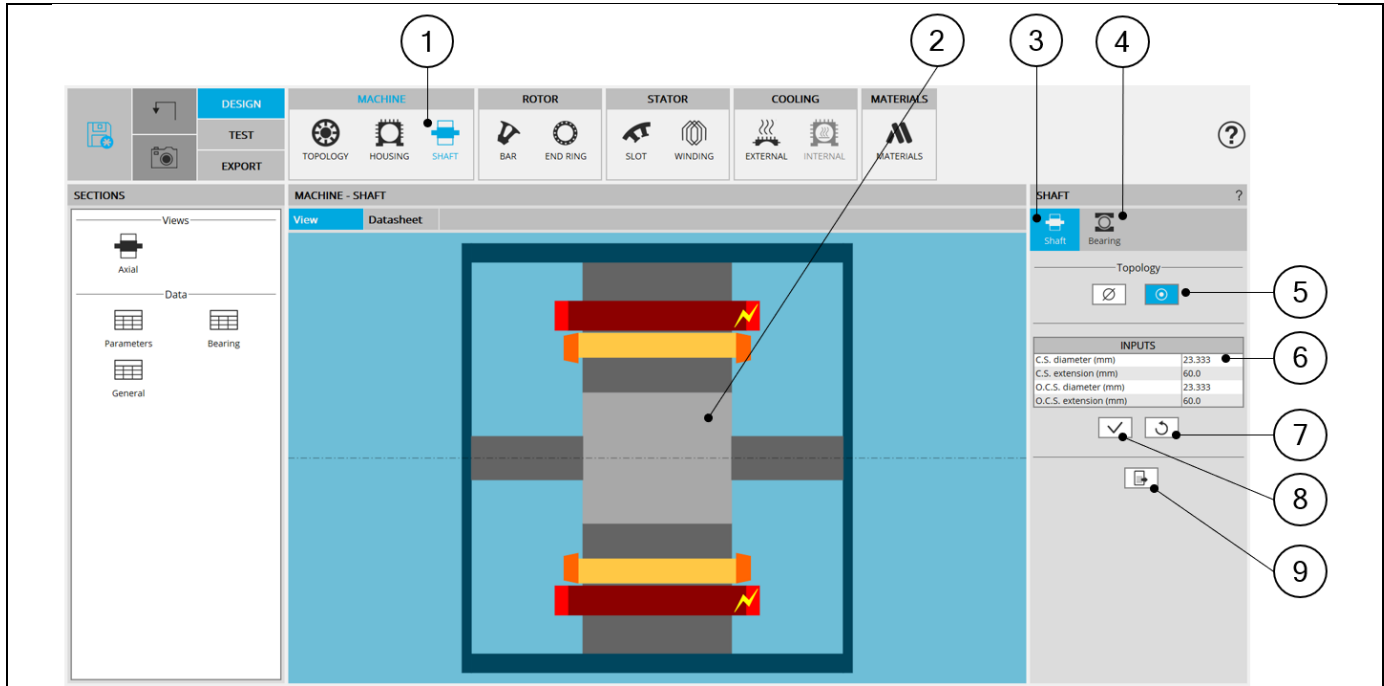 1
2
3
4
DESIGN
TEST
EXPORT
MACHINE
TOPOLOGY
HOUSING
SHAFT
ROTOR
BAR
END RING
STATOR
SLOT
WINDING
COOLING
EXTERNAL
INTERNAL
MATERIALS
MATERIALS
?
SECTIONS
Views
Axial
Data
Parameters
Bearing
General
MACHINE - SHAFT
View
Datasheet
SHAFT
?
Shaft
Bearing
Topology
5
INPUTS
C.S. diameter (mm) 23.333
C.S. extension (mm) 60.0
O.C.S. diameter (mm) 23.333
O.C.S. extension (mm) 60.0
6
7
8
9